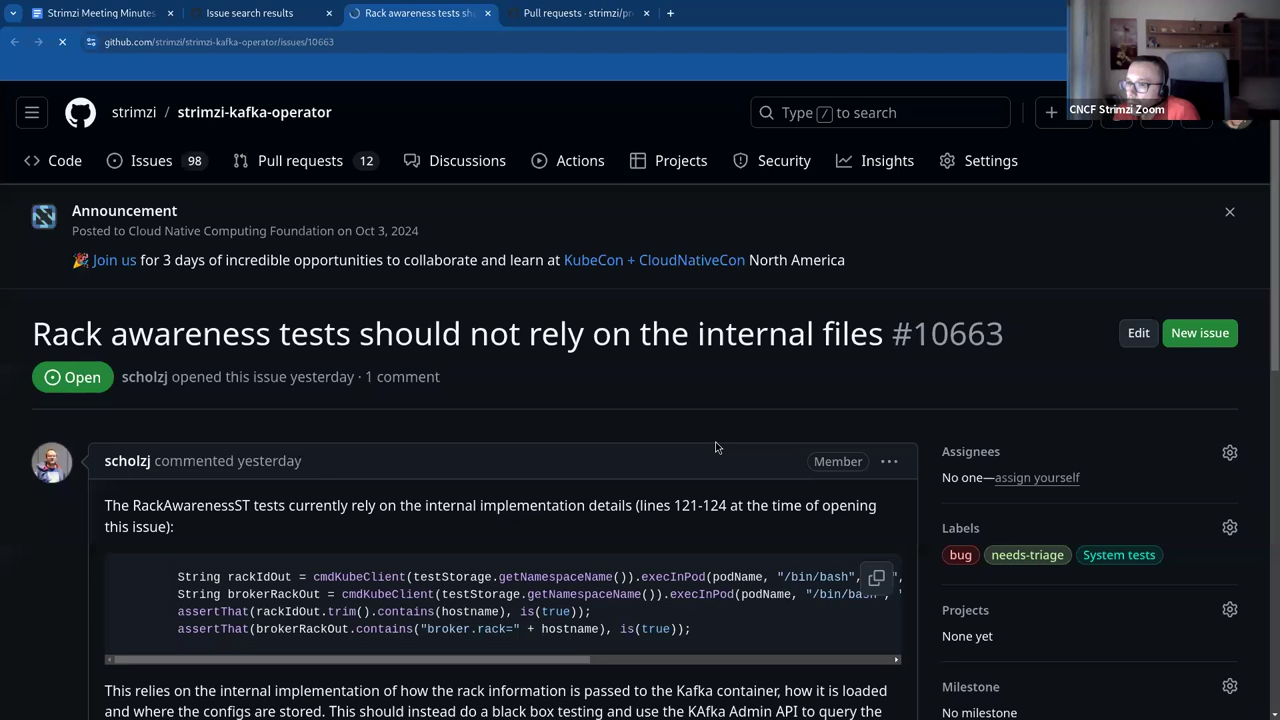 Strimzi Meeting Minutes
Issue search results
Rack awareness tests sh
Pull requests · strimzi/pr
github.com/strimzi/strimzi-kafka-operator/issues/10663
CNCF Strimzi Zoom
strimzi / strimzi-kafka-operator
Type / to search
Code
Issues 98
Pull requests 12
Discussions
Actions
Projects
Security
Insights
Settings
Announcement
Posted to Cloud Native Computing Foundation on Oct 3, 2024
🎉 Join us for 3 days of incredible opportunities to collaborate and learn at KubeCon + CloudNativeCon North America
Rack awareness tests should not rely on the internal files #10663
Edit
New issue
Open
scholzj opened this issue yesterday · 1 comment
scholzj commented yesterday
Member
The RackAwarenessST tests currently rely on the internal implementation details (lines 121-124 at the time of opening
this issue):
String rackIdOut = cmdKubeClient(testStorage.getNamespaceName()).execInPod(podName, "/bin/bash",
String brokerRackOut = cmdKubeClient(testStorage.getNamespaceName()).execInPod(podName, "/bin/bash", "
assertThat(rackIdOut.trim().contains(hostname), is(true));
assertThat(brokerRackOut.contains("broker.rack=" + hostname), is(true));
This relies on the internal implementation of how the rack information is passed to the Kafka container, how it is loaded
and where the configs are stored. This should instead do a black box testing and use the KAfka Admin API to query the
Assignees
No one—assign yourself
Labels
bug
needs-triage
System tests
Projects
None yet
Milestone
No milestone